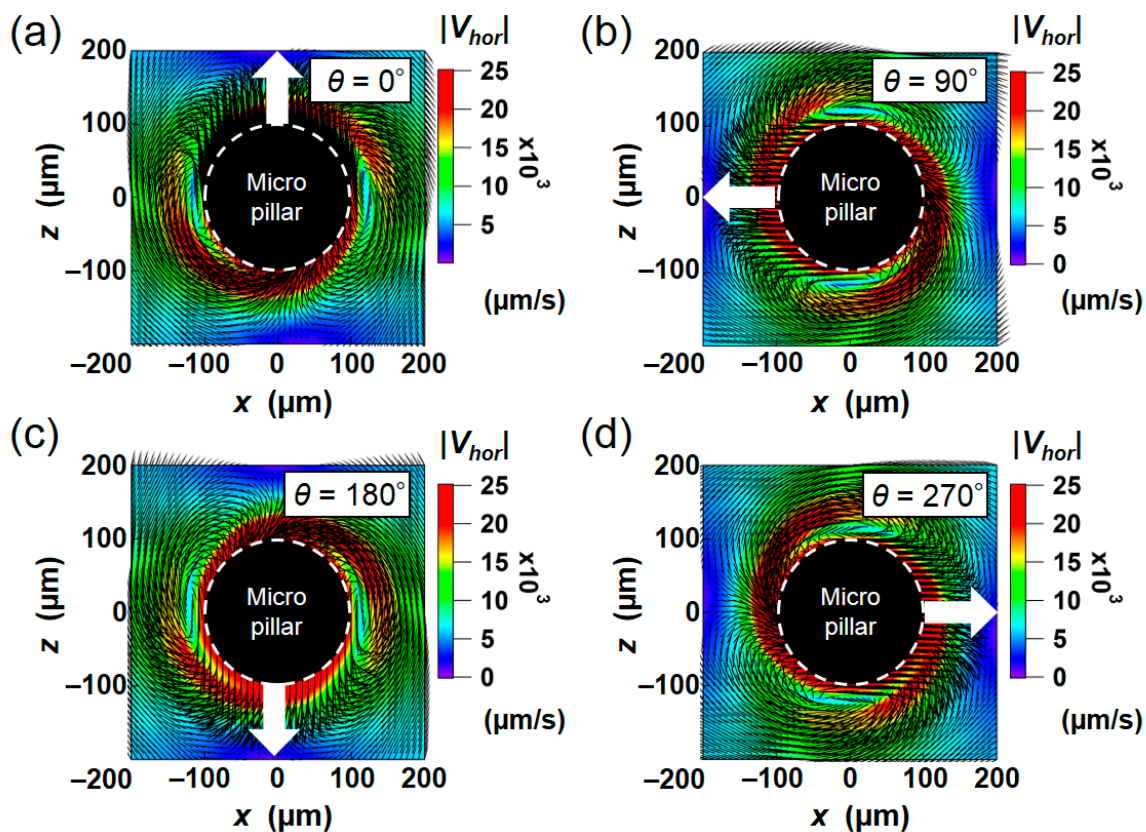 (a)
|V_hor|
θ = 0°
200
100
0
–100
z (μm)
Micro
pillar
25
20
15
10
5
x10³
(μm/s)
–200 –100 0 100 200
x (μm)
(b)
|V_hor|
θ = 90°
200
100
0
–100
z (μm)
Micro
pillar
25
20
15
10
5
0
x10³
(μm/s)
–200 –100 0 100 200
x (μm)
(c)
|V_hor|
θ = 180°
200
100
0
–100
z (μm)
Micro
pillar
25
20
15
10
5
0
x10³
(μm/s)
–200 –100 0 100 200
x (μm)
(d)
|V_hor|
θ = 270°
200
100
0
–100
z (μm)
Micro
pillar
25
20
15
10
5
0
x10³
(μm/s)
–200 –100 0 100 200
x (μm)